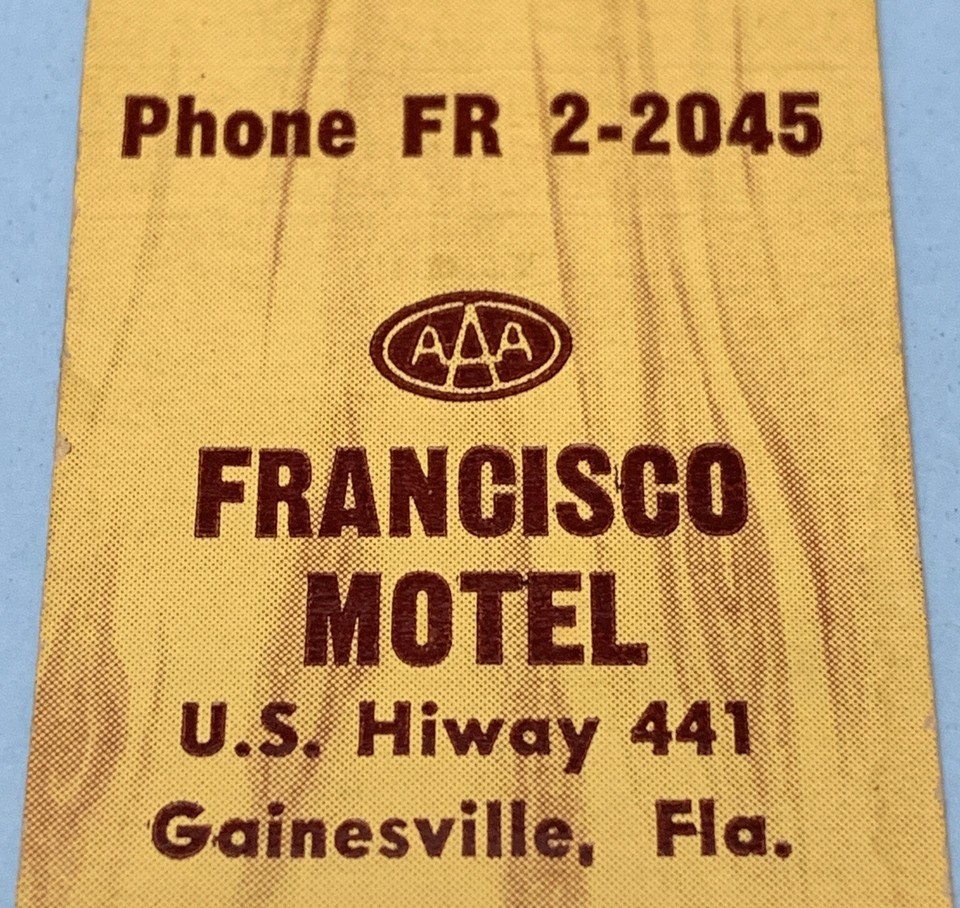 Phone FR 2-2045
AAA
FRANCISCO
MOTEL
U.S. Hiway 441
Gainesville, Fla.